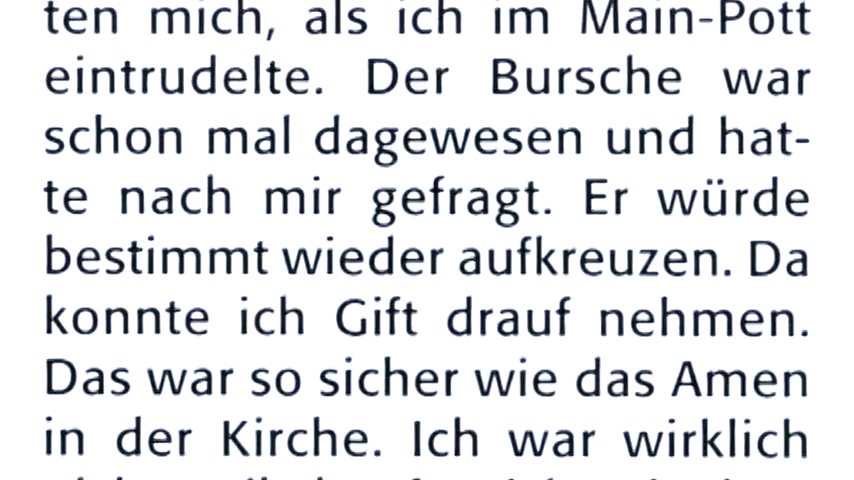 ten mich, als ich im Main-Pott
eintrudelte. Der Bursche war
schon mal dagewesen und hat-
te nach mir gefragt. Er würde
bestimmt wieder aufkreuzen. Da
konnte ich Gift drauf nehmen.
Das war so sicher wie das Amen
in der Kirche. Ich war wirklich